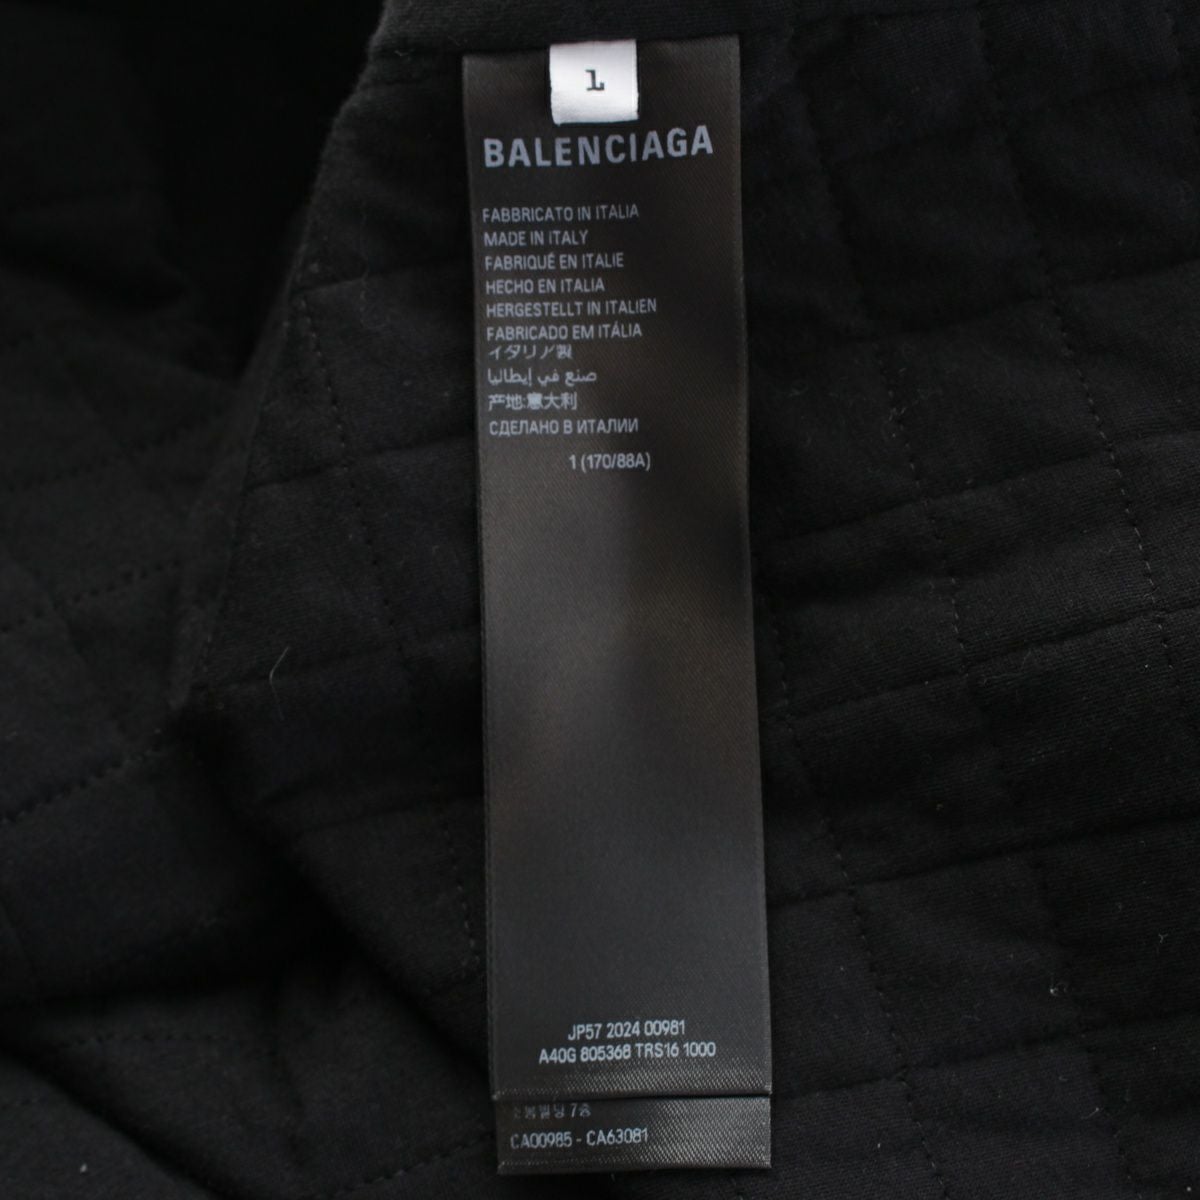 1
BALENCIAGA
FABBRICATO IN ITALIA
MADE IN ITALY
FABRIQUÉ EN ITALIE
HECHO EN ITALIA
HERGESTELLT IN ITALIEN
FABRICADO EM ITÁLIA
イタリア製
صنع في إيطاليا
产地:意大利
СДЕЛАНО В ИТАЛИИ
1 (170/88A)
JP57 2024 00981
A40G 805368 TRS16 1000
7층
CA00985 - CA63081